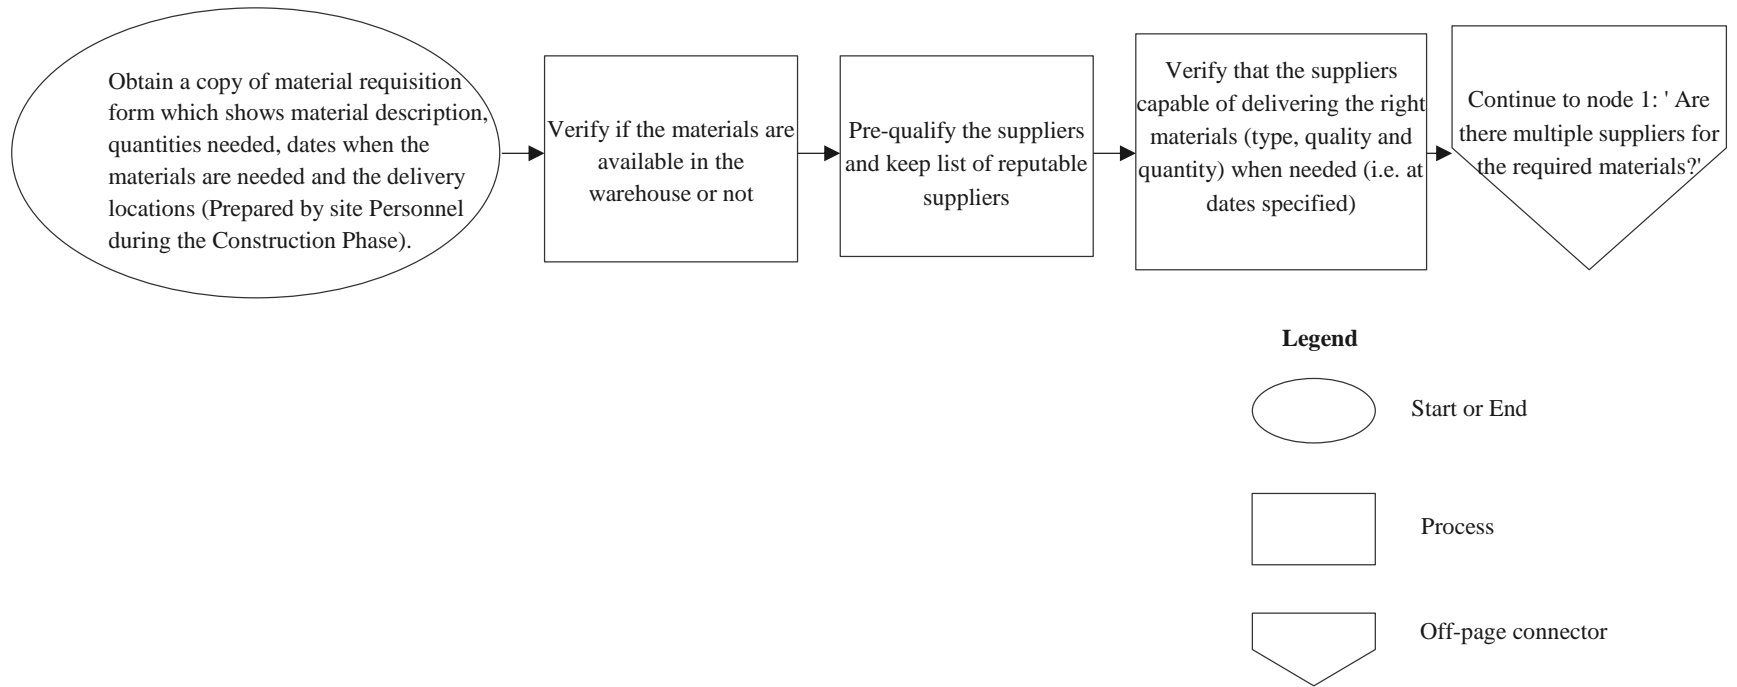 Obtain a copy of material requisition
form which shows material description,
quantities needed, dates when the
materials are needed and the delivery
locations (Prepared by site Personnel
during the Construction Phase).
Verify if the materials are
available in the
warehouse or not
Pre-qualify the suppliers
and keep list of reputable
suppliers
Verify that the suppliers
capable of delivering the right
materials (type, quality and
quantity) when needed (i.e. at
dates specified)
Continue to node 1: ' Are
there multiple suppliers for
the required materials?'
Legend
Start or End
Process
Off-page connector